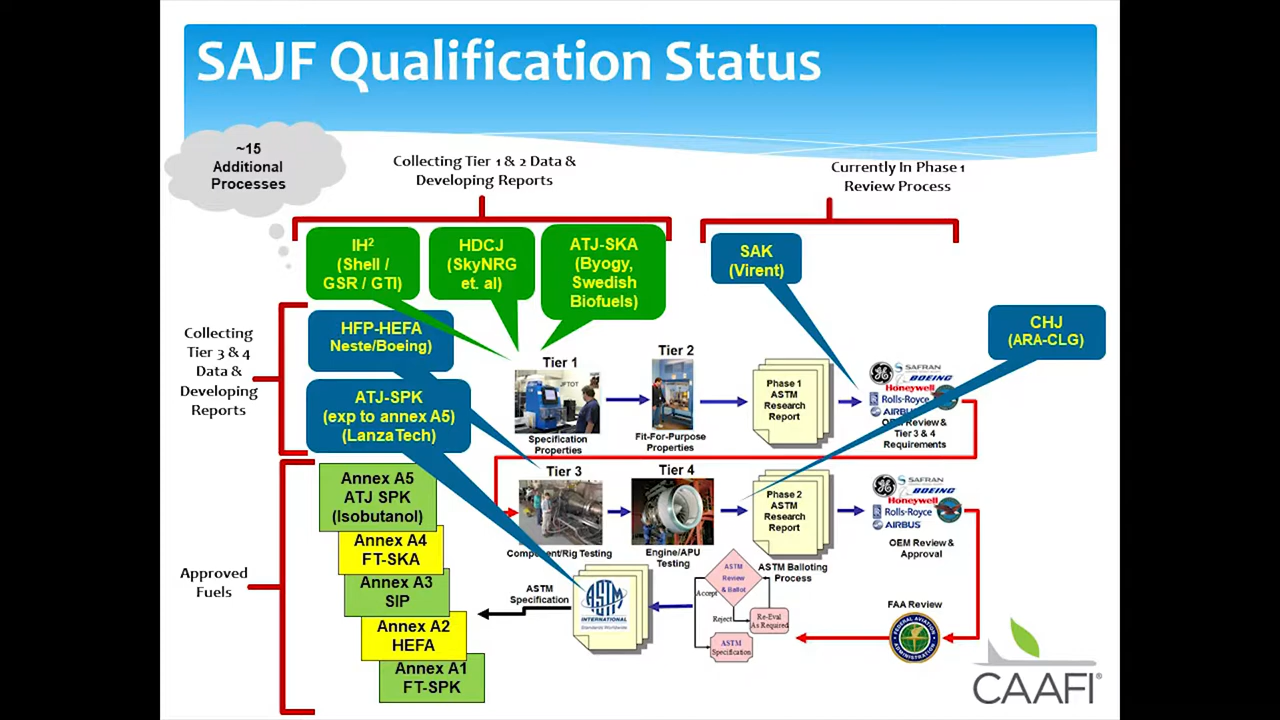 SAJF Qualification Status
~15
Additional
Processes
Collecting Tier 1 & 2 Data &
Developing Reports
Currently In Phase 1
Review Process
IH²
(Shell /
GSR / GTI)
HDCJ
(SkyNRG
et. al)
ATJ-SKA
(Byogy,
Swedish
Biofuels)
SAK
(Virent)
CHJ
(ARA-CLG)
Collecting
Tier 3 & 4
Data &
Developing
Reports
HFP-HEFA
Neste/Boeing)
ATJ-SPK
(exp to annex A5)
(LanzaTech)
Tier 1
JFTOT
Specification
Properties
Tier 2
Fit-For-Purpose
Properties
Phase 1
ASTM
Research
Report
SAFRAN
BOEING
Honeywell
Rolls-Royce
AIRBUS
OEM Review &
Tier 3 & 4
Requirements
Tier 3
Component/Rig Testing
Tier 4
Engine/APU
Testing
Phase 2
ASTM
Research
Report
SAFRAN
BOEING
Honeywell
Rolls-Royce
AIRBUS
OEM Review &
Approval
Approved
Fuels
Annex A5
ATJ SPK
(Isobutanol)
Annex A4
FT-SKA
Annex A3
SIP
Annex A2
HEFA
Annex A1
FT-SPK
ASTM
Specification
ASTM
INTERNATIONAL
Standards Worldwide
ASTM Balloting
Process
ASTM
Review
& Ballot
Accept
Reject
Re-Eval
As Required
ASTM
Specification
FAA Review
CAAFI®